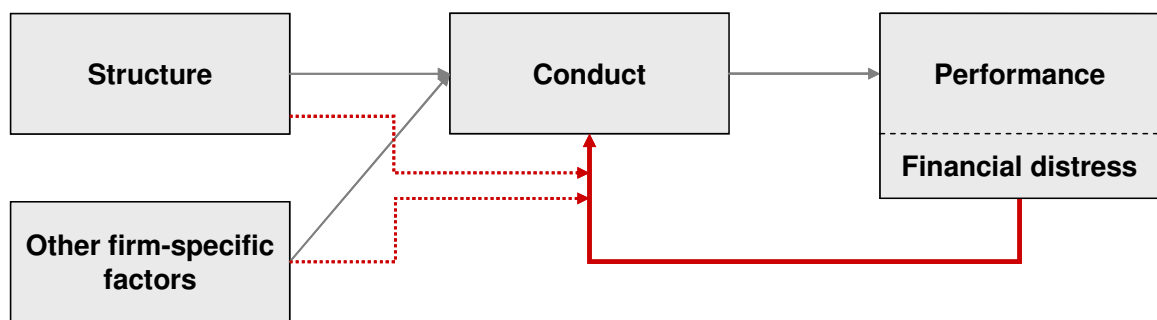 Structure
Conduct
Performance
Financial distress
Other firm-specific
factors